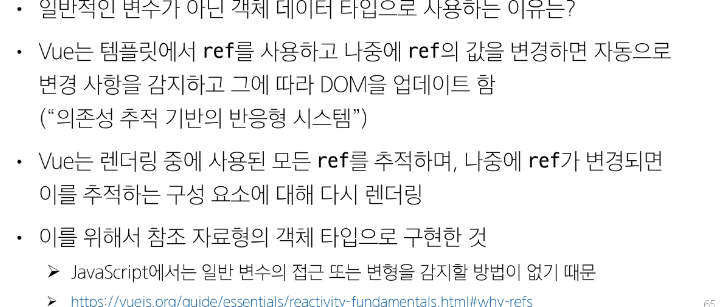 • 일반적인 변수가 아닌 객체 데이터 타입으로 사용하는 이유는?
• Vue는 템플릿에서 ref를 사용하고 나중에 ref의 값을 변경하면 자동으로
변경 사항을 감지하고 그에 따라 DOM을 업데이트 함
(“의존성 추적 기반의 반응형 시스템”)
• Vue는 렌더링 중에 사용된 모든 ref를 추적하며, 나중에 ref가 변경되면
이를 추적하는 구성 요소에 대해 다시 렌더링
• 이를 위해서 참조 자료형의 객체 타입으로 구현한 것
➢ JavaScript에서는 일반 변수의 접근 또는 변형을 감지할 방법이 없기 때문
➢ https://vuejs.org/guide/essentials/reactivity-fundamentals.html#why-refs
65